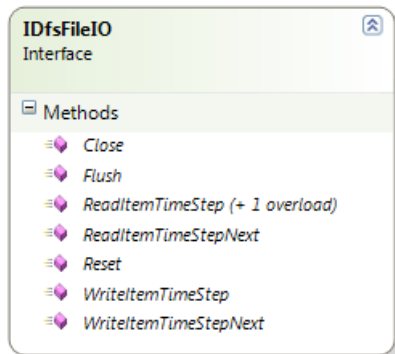 IDfsFileIO
Interface
Methods
Close
Flush
ReadItemTimeStep (+ 1 overload)
ReadItemTimeStepNext
Reset
WriteItemTimeStep
WriteItemTimeStepNext